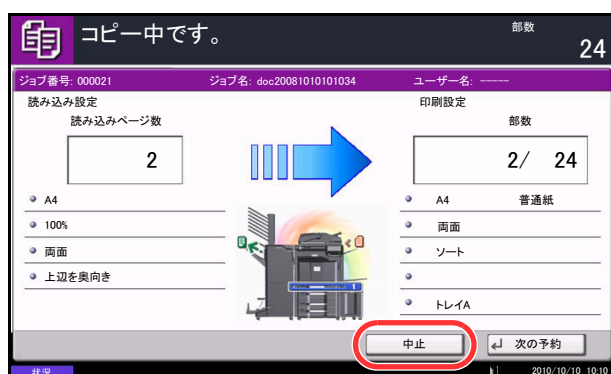 コピー中です。
部数
24
ジョブ番号: 000021 ジョブ名: doc20081010101034 ユーザー名: -----
読み込み設定 印刷設定
読み込みページ数 部数
2 2/ 24
A4 A4 普通紙
100% 両面
両面 ソート
上辺を奥向き
トレイA
中止 次の予約
状況 2010/10/10 10:10